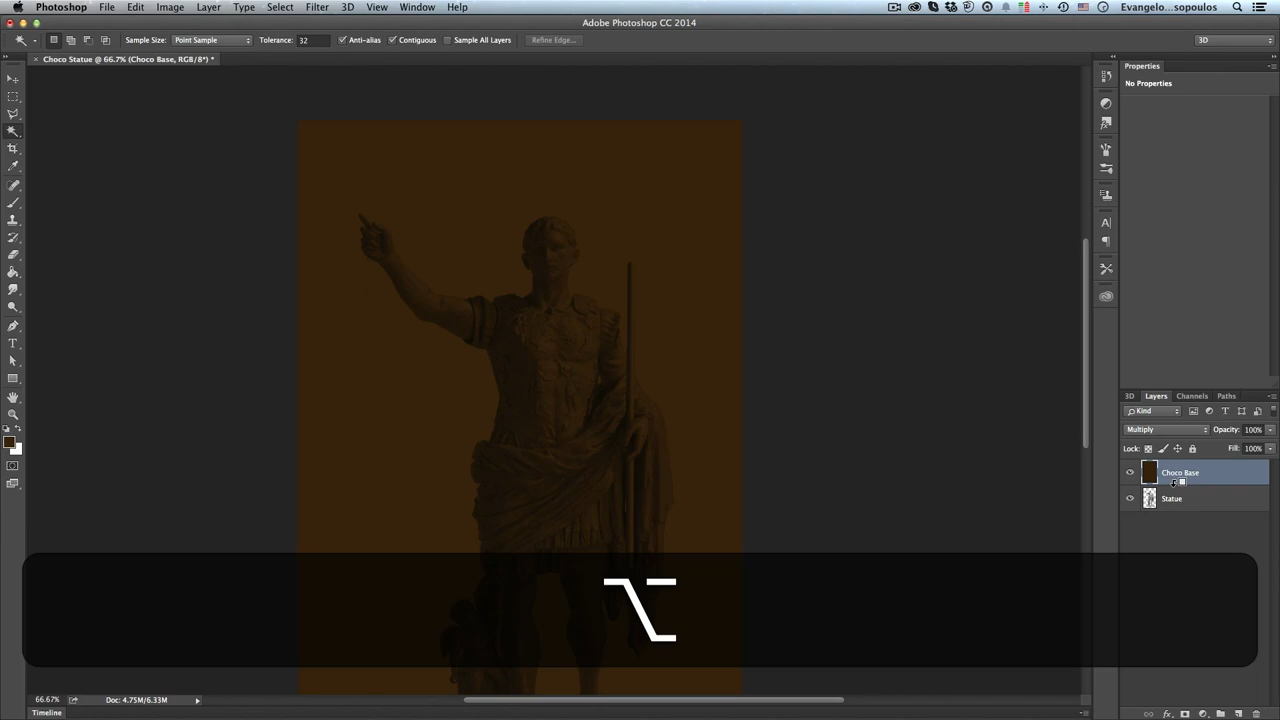 Photoshop File Edit Image Layer Type Select Filter 3D View Window Help Evangelo...sopoulos
Adobe Photoshop CC 2014
Sample Size: Point Sample Tolerance: 32 Anti-alias Contiguous Sample All Layers Refine Edge... 3D
× Choco Statue @ 66.7% (Choco Base, RGB/8*) *
Properties
No Properties
3D Layers Channels Paths
Kind
Multiply Opacity: 100%
Lock: Fill: 100%
Choco Base
Statue
⌥
66.67% Doc: 4.75M/6.33M
Timeline